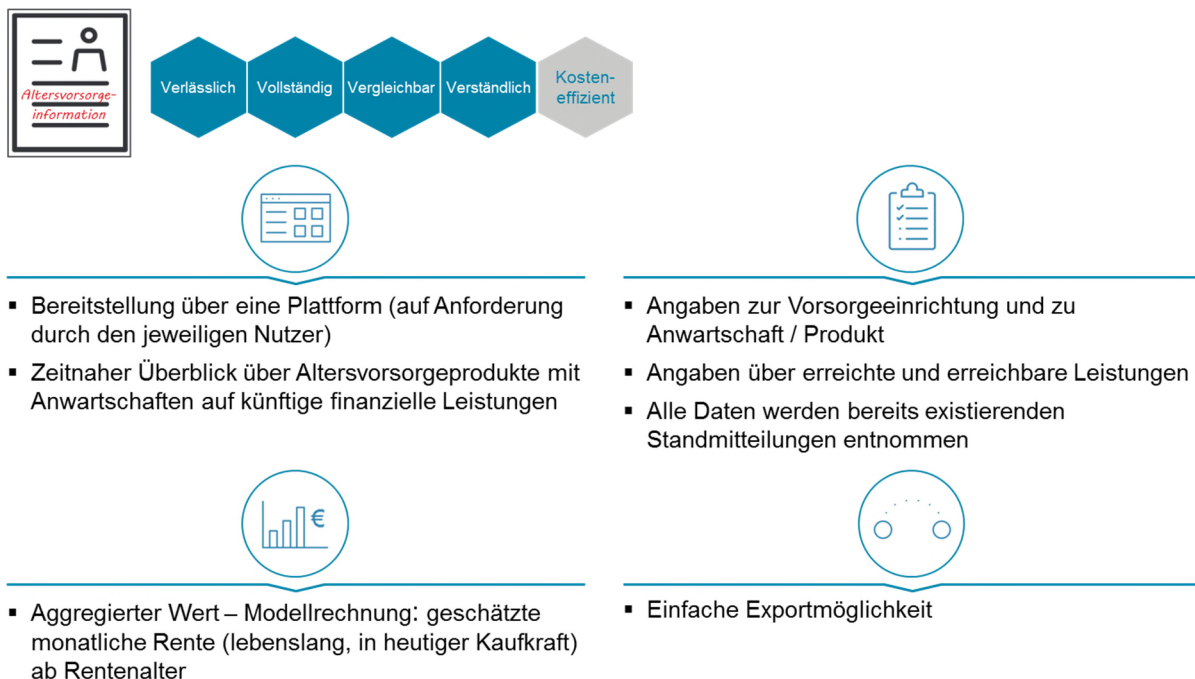 Altersvorsorge-
information
Verlässlich
Vollständig
Vergleichbar
Verständlich
Kosten-
effizient
▪ Bereitstellung über eine Plattform (auf Anforderung
durch den jeweiligen Nutzer)
▪ Zeitnaher Überblick über Altersvorsorgeprodukte mit
Anwartschaften auf künftige finanzielle Leistungen
▪ Angaben zur Vorsorgeeinrichtung und zu
Anwartschaft / Produkt
▪ Angaben über erreichte und erreichbare Leistungen
▪ Alle Daten werden bereits existierenden
Standmitteilungen entnommen
€
▪ Aggregierter Wert – Modellrechnung: geschätzte
monatliche Rente (lebenslang, in heutiger Kaufkraft)
ab Rentenalter
▪ Einfache Exportmöglichkeit